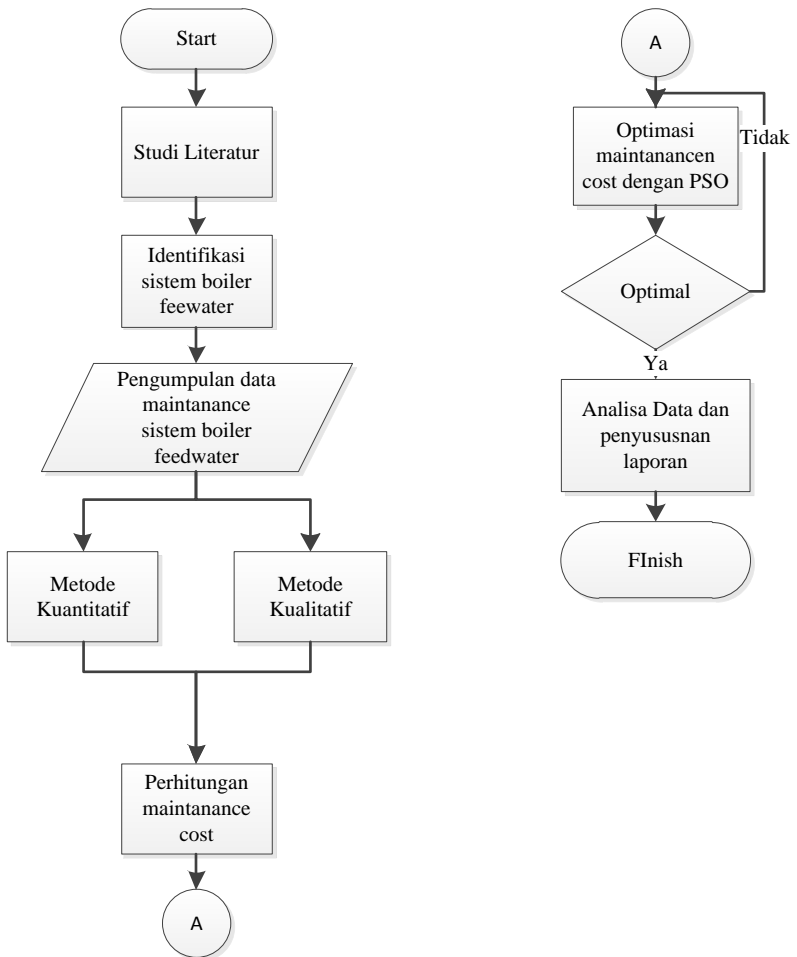 Start
Studi Literatur
Identifikasi
sistem boiler
feewater
Pengumpulan data
maintanance
sistem boiler
feedwater
Metode
Kuantitatif
Metode
Kualitatif
Perhitungan
maintanance
cost
A
A
Optimasi
maintanancen
cost dengan PSO
Tidak
Optimal
Ya
Analisa Data dan
penyususnan
laporan
FInish